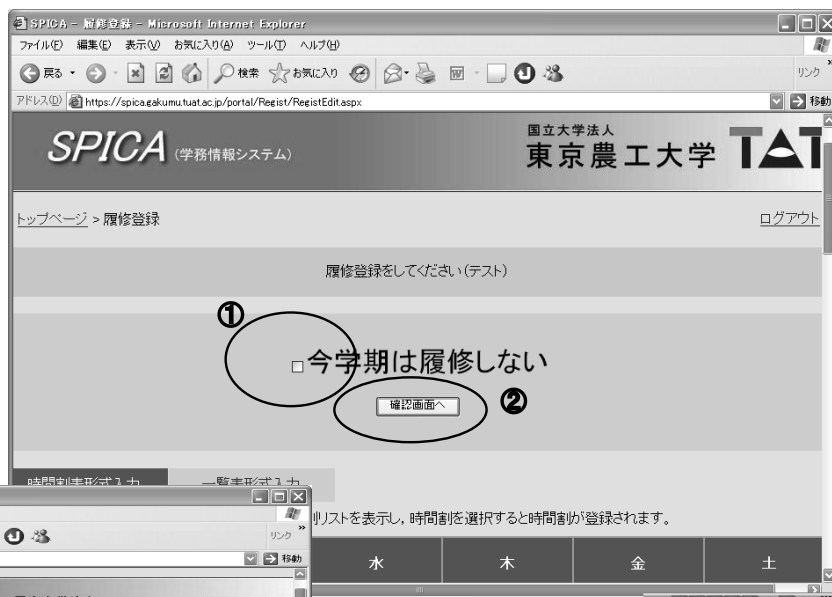 SPICA - 履修登録 - Microsoft Internet Explorer
ファイル(F) 編集(E) 表示(V) お気に入り(A) ツール(T) ヘルプ(H)
戻る 検索 お気に入り リンク »
アドレス(D) https://spica.gakumu.tuat.ac.jp/portal/Regist/RegistEdit.aspx 移動
SPICA (学務情報システム) 国立大学法人
東京農工大学 TAT
トップページ > 履修登録 ログアウト
履修登録をしてください(テスト)
①
今学期は履修しない
確認画面へ ②
時間割表形式入力 一覧表形式入力
リストを表示し，時間割を選択すると時間割が登録されます。
リンク »
移動
水 木 金 土